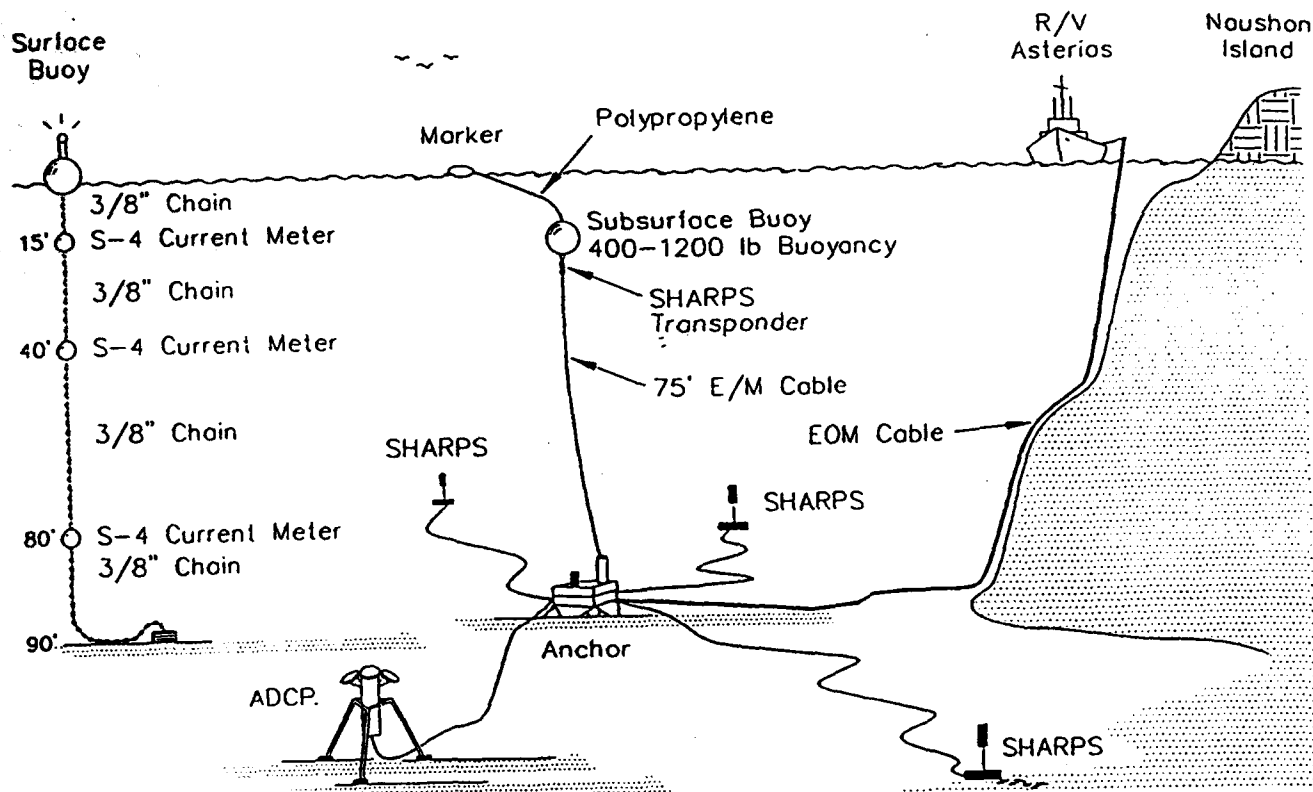 Surface
Buoy
R/V
Asterias
Naushon
Island
Marker
Polypropylene
3/8" Chain
15' S-4 Current Meter
Subsurface Buoy
400-1200 lb Buoyancy
3/8" Chain
SHARPS
Transponder
40' S-4 Current Meter
75' E/M Cable
3/8" Chain
EOM Cable
SHARPS
SHARPS
80' S-4 Current Meter
3/8" Chain
90'
Anchor
ADCP.
SHARPS